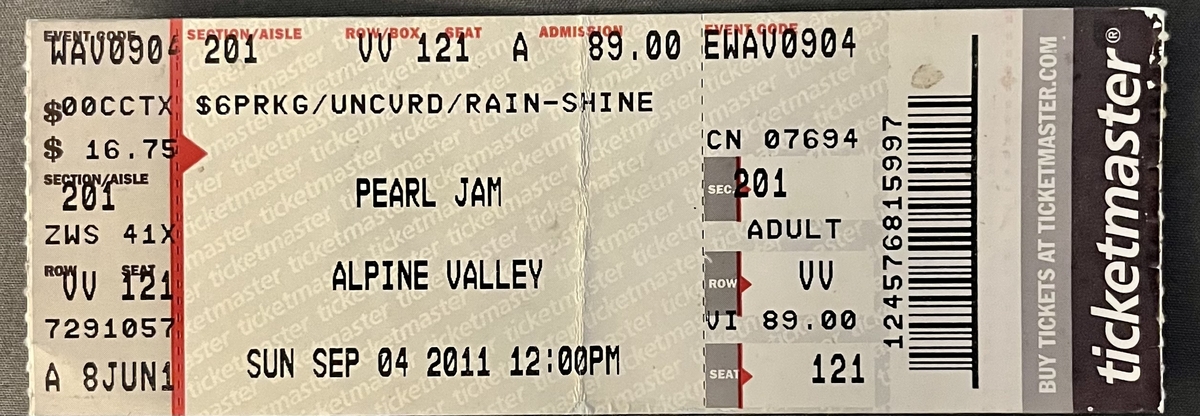 EVENT CODE SECTION/AISLE ROW/BOX SEAT ADMISSION EVENT CODE
WAV0904 201 VV 121 A 89.00 EWAV0904
$00CCTX $6PRKG/UNCVRD/RAIN-SHINE
$ 16.75 CN 07694
SECTION/AISLE
201 PEARL JAM SEC. 201
ZWS 41X ADULT
ROW SEAT
VV 121 ALPINE VALLEY ROW VV
7291057 VI 89.00
A 8JUN1 SUN SEP 04 2011 12:00PM SEAT 121
124576815997
BUY TICKETS AT TICKETMASTER.COM
ticketmaster®